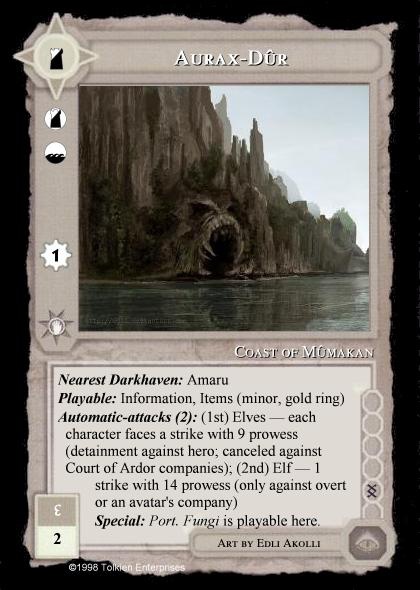 Aurax-Dûr
1
Coast of Mûmakan
Nearest Darkhaven: Amaru
Playable: Information, Items (minor, gold ring)
Automatic-attacks (2): (1st) Elves — each
character faces a strike with 9 prowess
(detainment against hero; canceled against
Court of Ardor companies); (2nd) Elf — 1
strike with 14 prowess (only against overt
or an avatar's company)
Special: Port. Fungi is playable here.
2
Art by Edli Akolli
©1998 Tolkien Enterprises